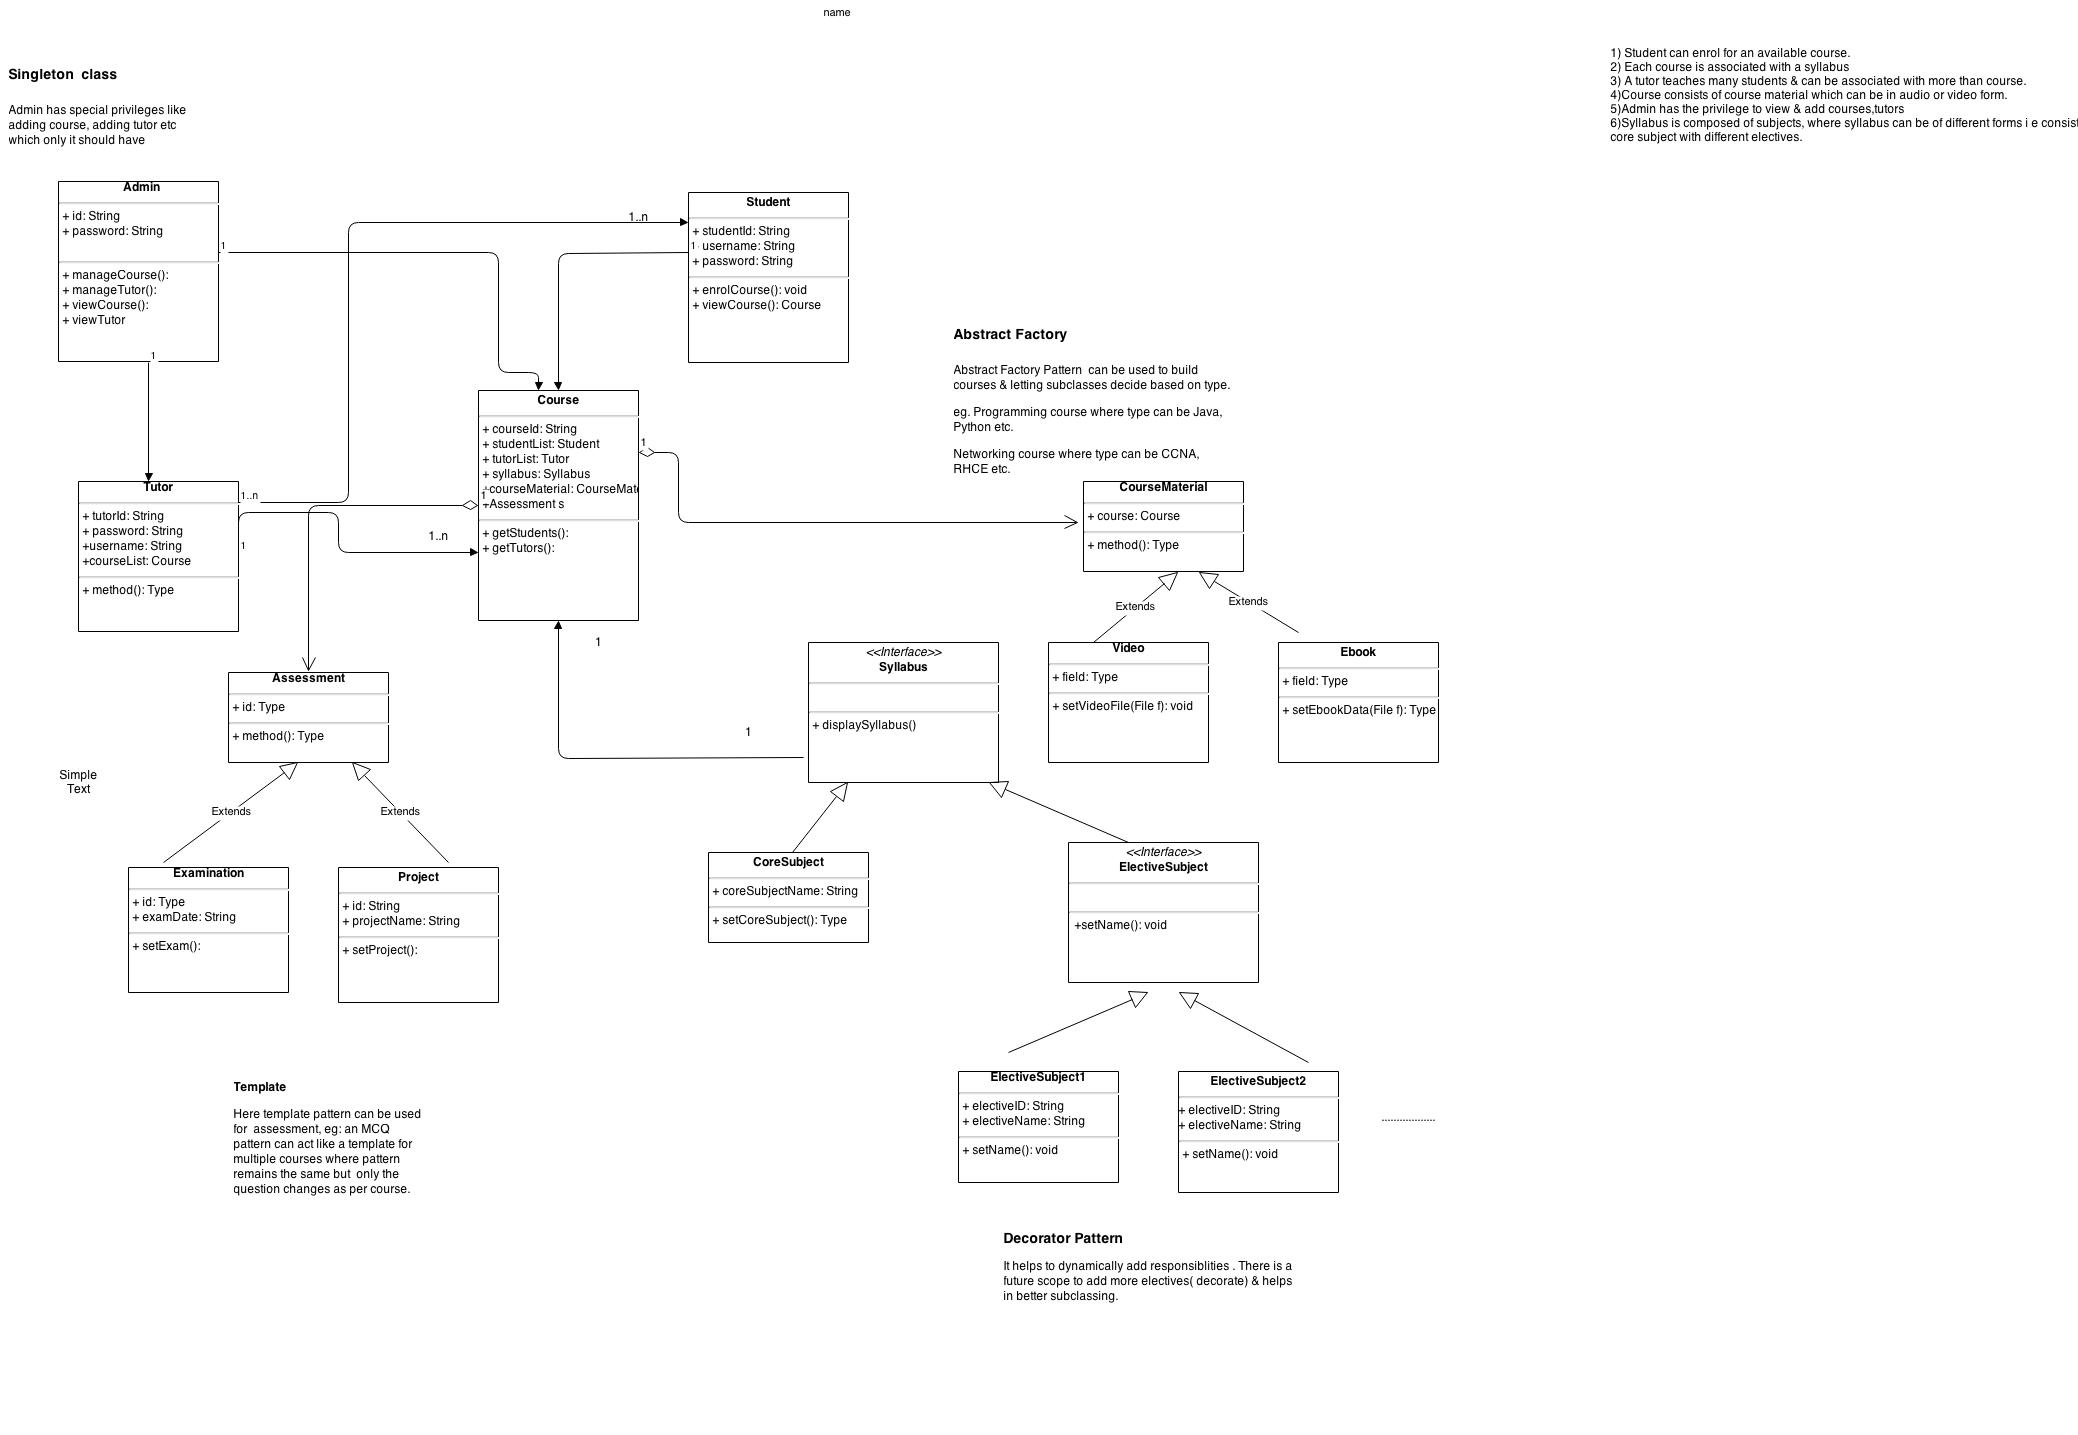 name
1) Student can enrol for an available course.
2) Each course is associated with a syllabus
3) A tutor teaches many students & can be associated with more than course.
4)Course consists of course material which can be in audio or video form.
5)Admin has the privilege to view & add courses,tutors
6)Syllabus is composed of subjects, where syllabus can be of different forms i e consist
core subject with different electives.
Singleton class
Admin has special privileges like
adding course, adding tutor etc
which only it should have
Admin
+ id: String
+ password: String
+ manageCourse():
+ manageTutor():
+ viewCourse():
+ viewTutor
1
1
1..n
Student
+ studentId: String
1
username: String
+ password: String
+ enrolCourse(): void
+ viewCourse(): Course
Abstract Factory
Abstract Factory Pattern can be used to build
courses & letting subclasses decide based on type.
eg. Programming course where type can be Java,
Python etc.
Networking course where type can be CCNA,
RHCE etc.
Course
+ courseId: String
+ studentList: Student
+ tutorList: Tutor
+ syllabus: Syllabus
+courseMaterial: CourseMate
+Assessment s
+ getStudents():
+ getTutors():
1
1
Tutor
+ tutorId: String
+ password: String
+username: String
+courseList: Course
+ method(): Type
1..n
1
1..n
CourseMaterial
+ course: Course
+ method(): Type
Extends
Extends
Video
+ field: Type
+ setVideoFile(File f): void
Ebook
+ field: Type
+ setEbookData(File f): Type
1
1
<<Interface>>
Syllabus
+ displaySyllabus()
Assessment
+ id: Type
+ method(): Type
Simple
Text
Extends
Extends
Examination
+ id: Type
+ examDate: String
+ setExam():
Project
+ id: String
+ projectName: String
+ setProject():
CoreSubject
+ coreSubjectName: String
+ setCoreSubject(): Type
<<Interface>>
ElectiveSubject
+setName(): void
ElectiveSubject1
+ electiveID: String
+ electiveName: String
+ setName(): void
ElectiveSubject2
+ electiveID: String
+ electiveName: String
+ setName(): void
..................
Template
Here template pattern can be used
for assessment, eg: an MCQ
pattern can act like a template for
multiple courses where pattern
remains the same but only the
question changes as per course.
Decorator Pattern
It helps to dynamically add responsiblities . There is a
future scope to add more electives( decorate) & helps
in better subclassing.